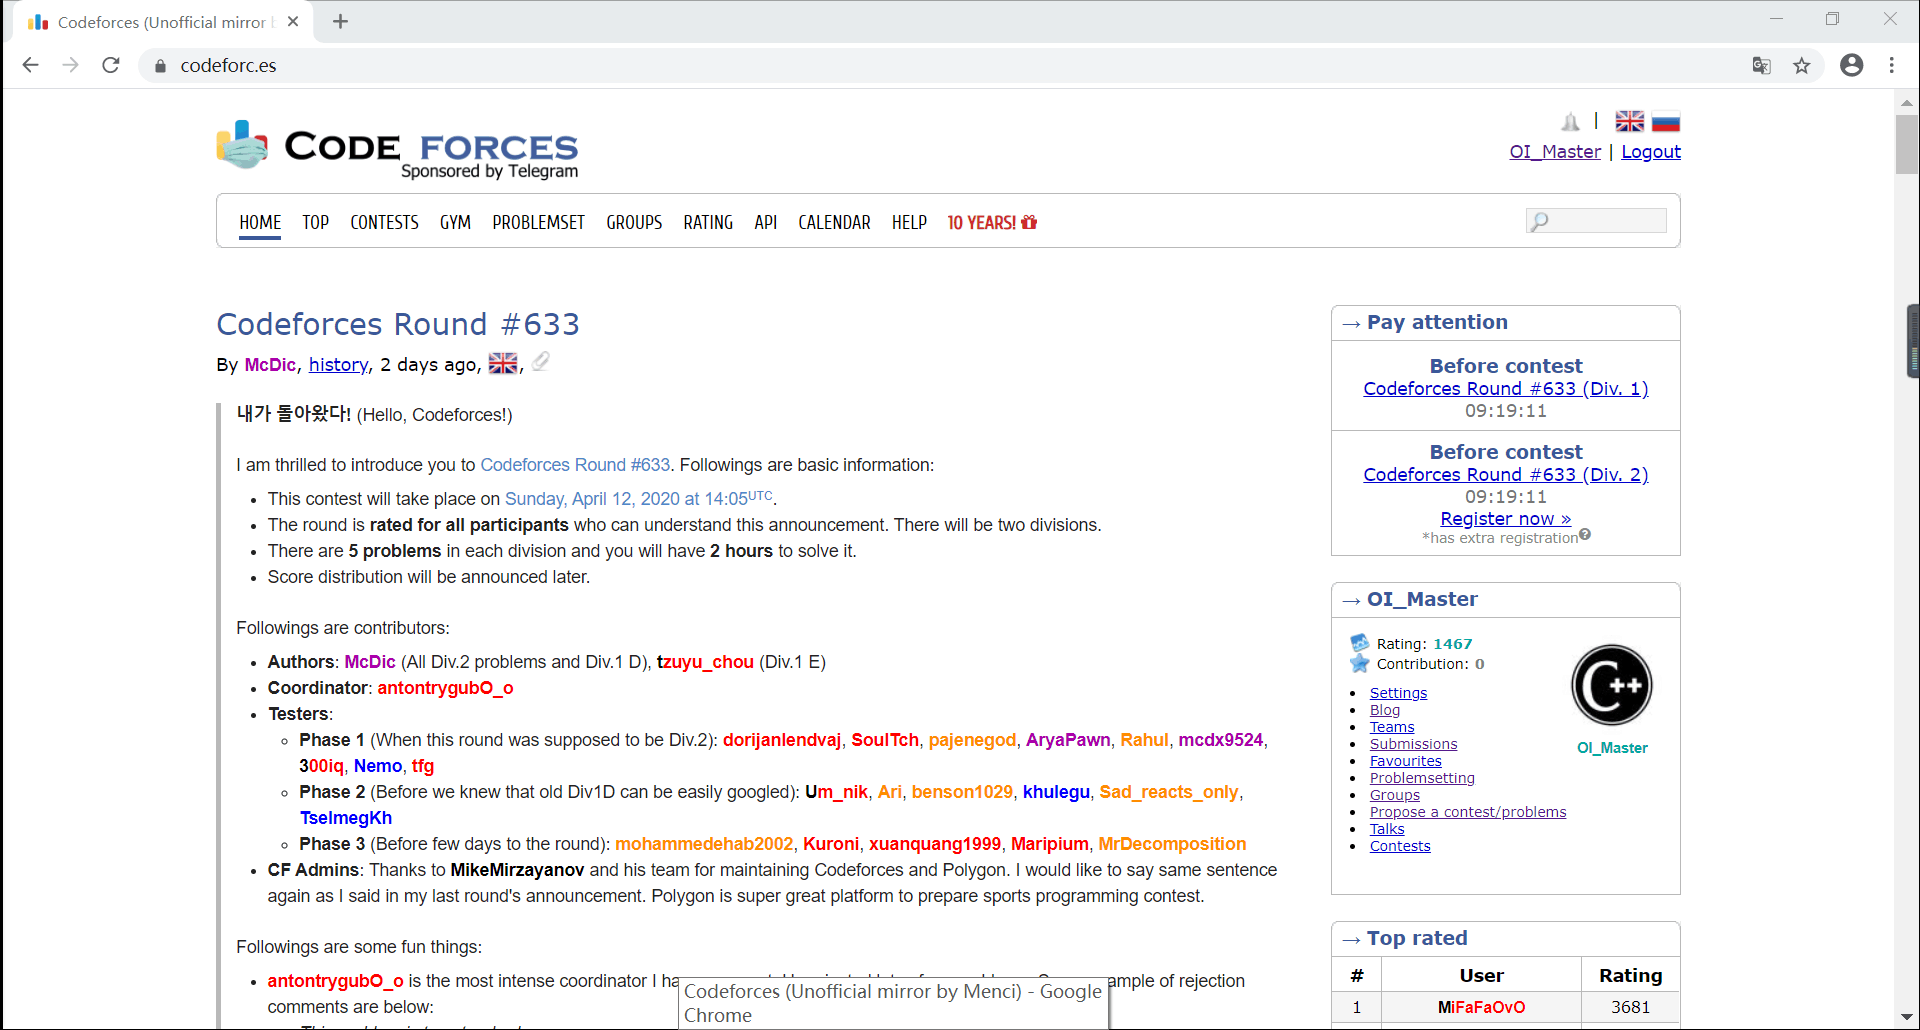 Codeforces (Unofficial mirror b
codeforc.es
CODE FORCES
Sponsored by Telegram
|
OI_Master | Logout
HOME TOP CONTESTS GYM PROBLEMSET GROUPS RATING API CALENDAR HELP 10 YEARS!
Codeforces Round #633
By McDic, history, 2 days ago, ,
내가 돌아왔다! (Hello, Codeforces!)
I am thrilled to introduce you to Codeforces Round #633. Followings are basic information:
• This contest will take place on Sunday, April 12, 2020 at 14:05UTC.
• The round is rated for all participants who can understand this announcement. There will be two divisions.
• There are 5 problems in each division and you will have 2 hours to solve it.
• Score distribution will be announced later.
Followings are contributors:
• Authors: McDic (All Div.2 problems and Div.1 D), tzuyu_chou (Div.1 E)
• Coordinator: antontrygubO_o
• Testers:
◦ Phase 1 (When this round was supposed to be Div.2): dorijanlendvaj, SoulTch, pajenegod, AryaPawn, Rahul, mcdx9524,
300iq, Nemo, tfg
◦ Phase 2 (Before we knew that old Div1D can be easily googled): Um_nik, Ari, benson1029, khulegu, Sad_reacts_only,
TselmegKh
◦ Phase 3 (Before few days to the round): mohammedehab2002, Kuroni, xuanquang1999, Maripium, MrDecomposition
• CF Admins: Thanks to MikeMirzayanov and his team for maintaining Codeforces and Polygon. I would like to say same sentence
again as I said in my last round's announcement. Polygon is super great platform to prepare sports programming contest.
Followings are some fun things:
• antontrygubO_o is the most intense coordinator I ha
ample of rejection
comments are below:
Codeforces (Unofficial mirror by Menci) - Google
Chrome
→ Pay attention
Before contest
Codeforces Round #633 (Div. 1)
09:19:11
Before contest
Codeforces Round #633 (Div. 2)
09:19:11
Register now »
*has extra registration?
→ OI_Master
Rating: 1467
Contribution: 0
• Settings
• Blog
• Teams
• Submissions
• Favourites
• Problemsetting
• Groups
• Propose a contest/problems
• Talks
• Contests
C++
OI_Master
→ Top rated
# User Rating
1 MiFaFaOvO 3681